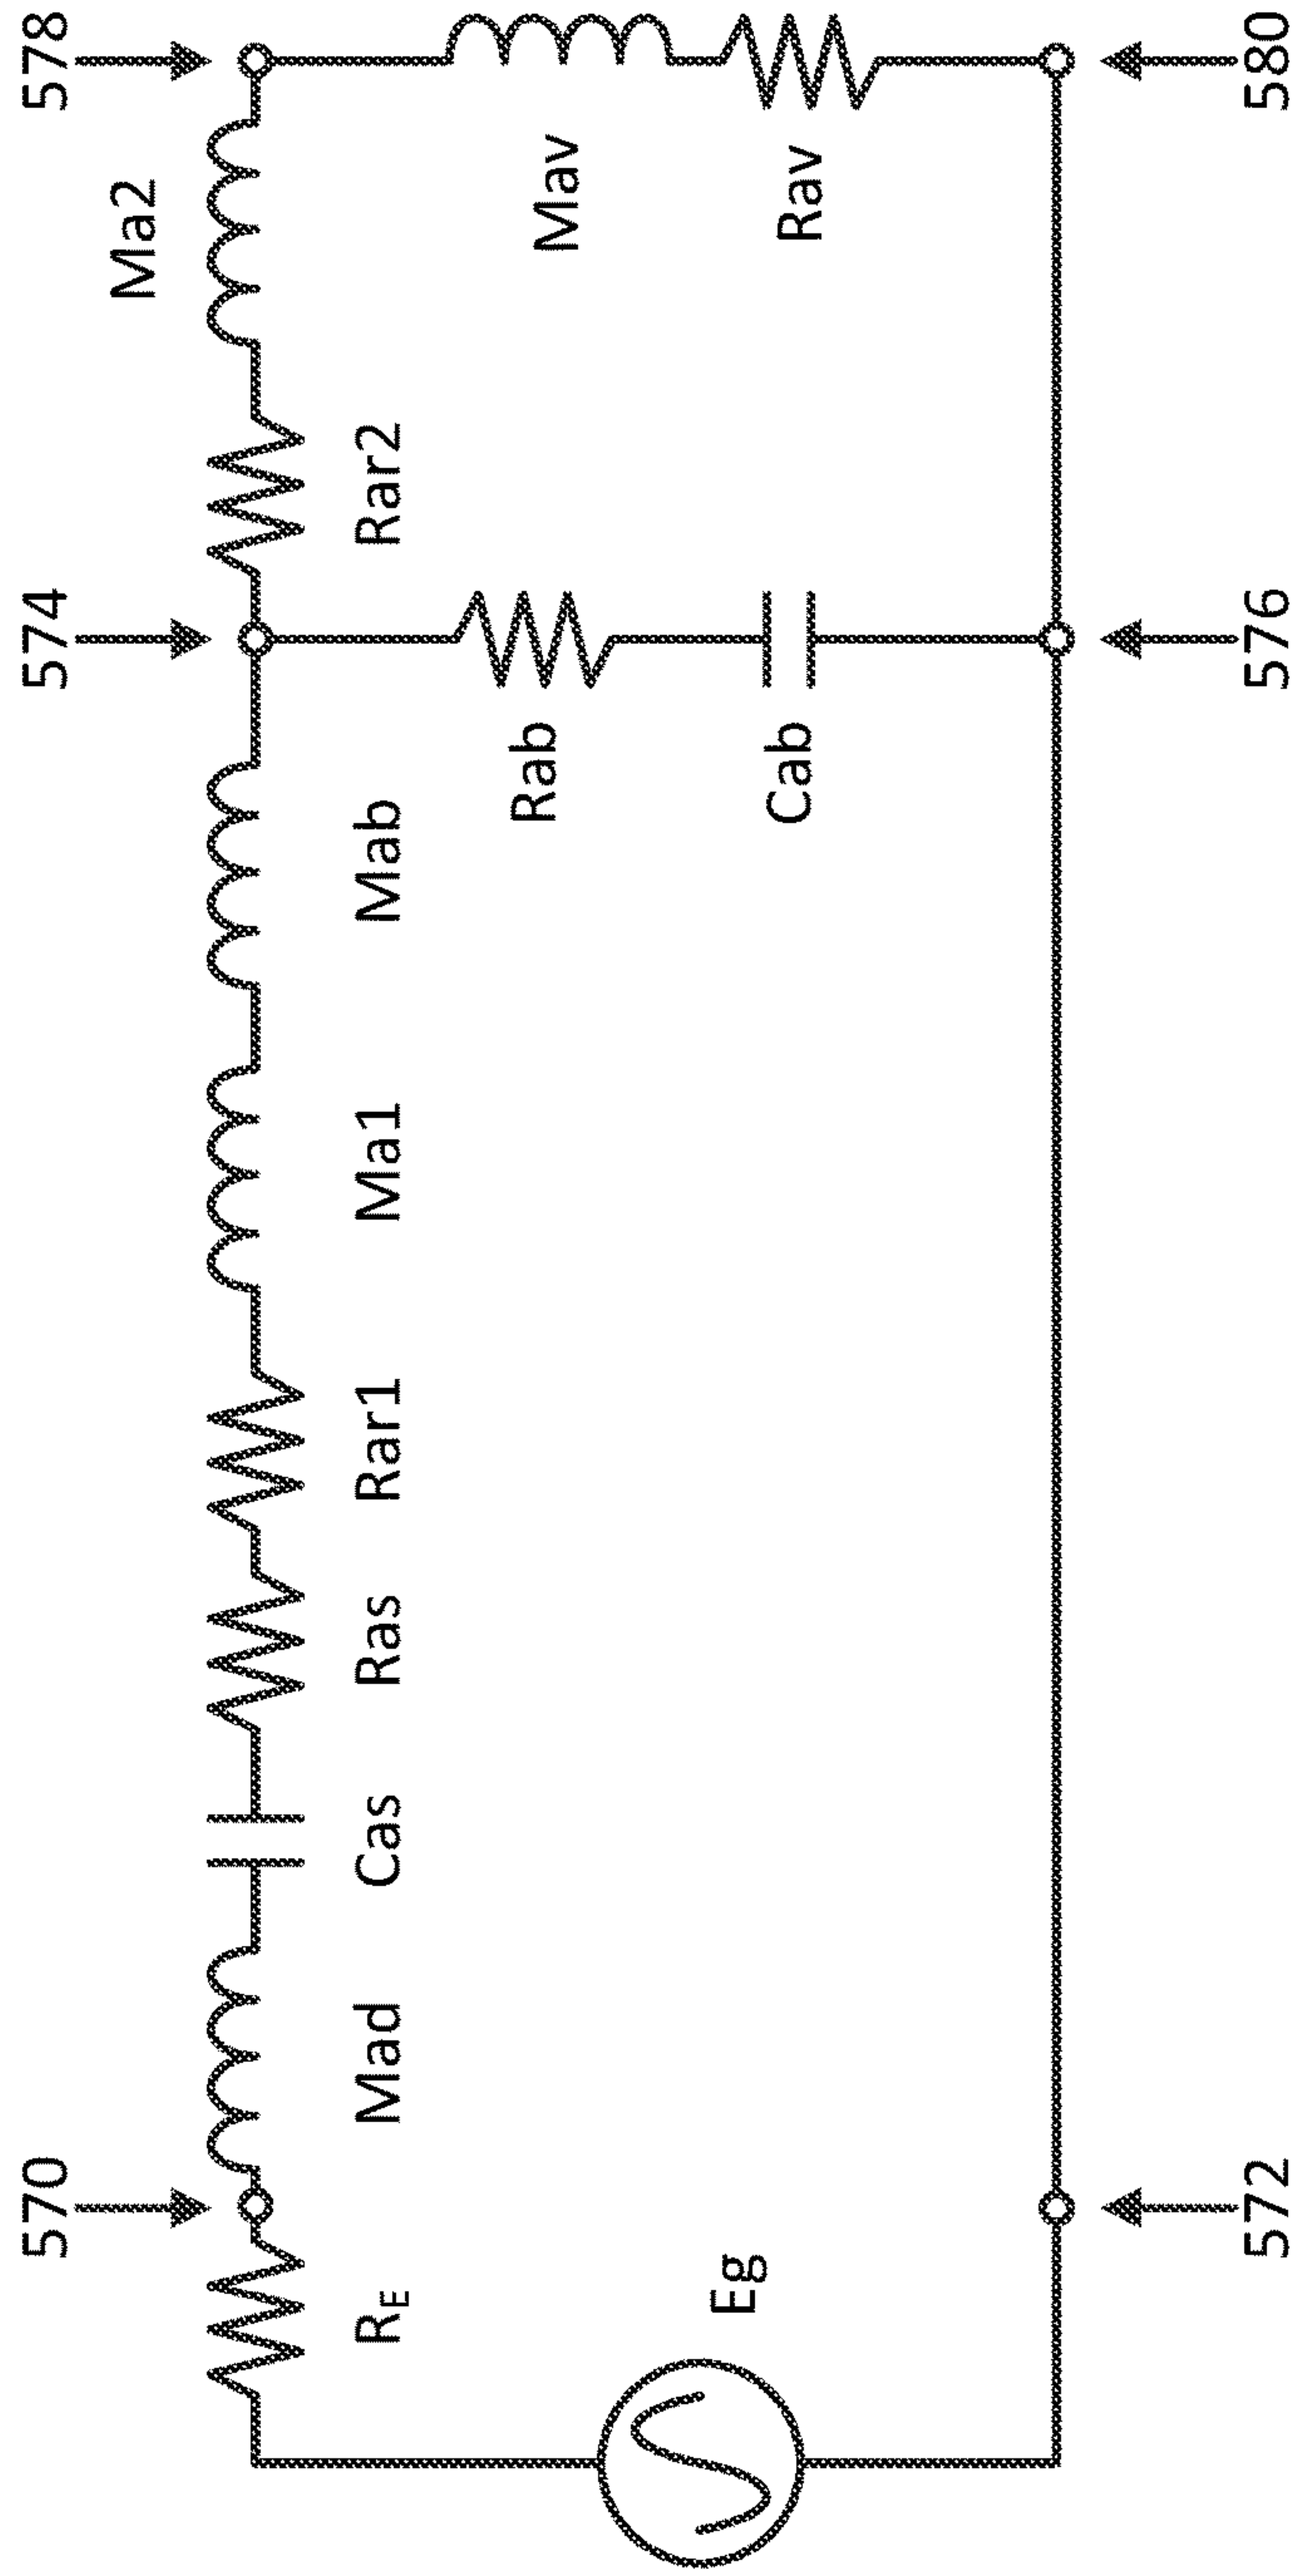 570
574
578
Ma2
R_E
Mad
Cas
Ras
Rar1
Ma1
Mab
Rar2
Eg
Rab
Mav
Cab
Rav
572
576
580